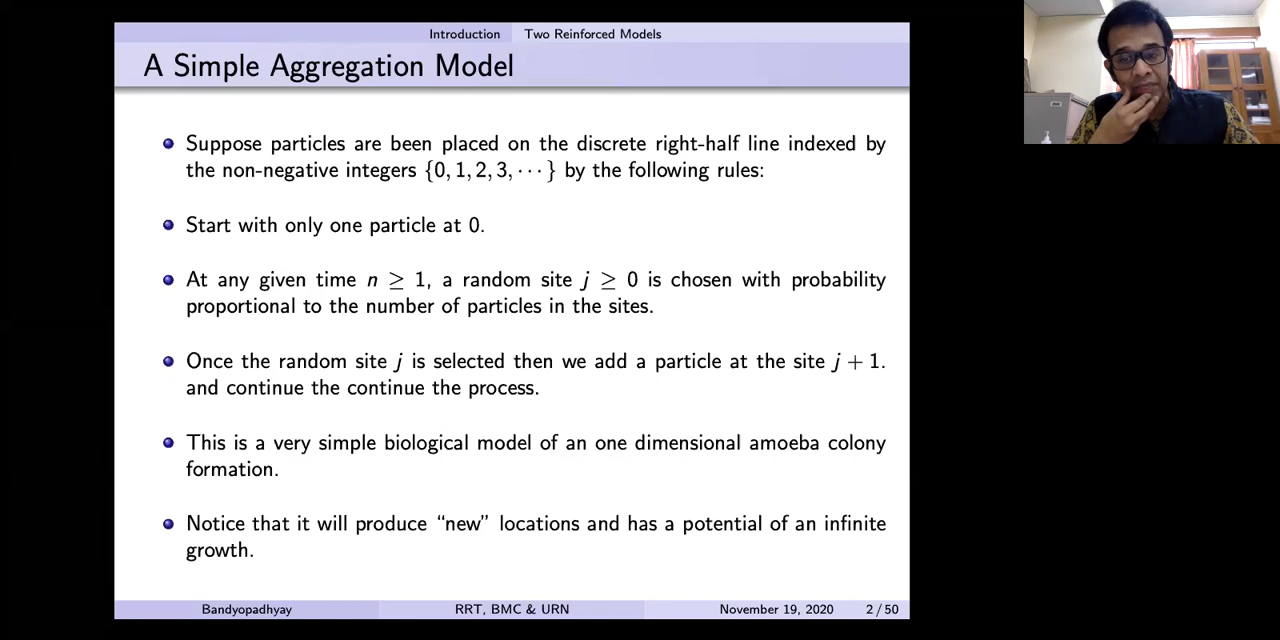 Introduction Two Reinforced Models
A Simple Aggregation Model
Suppose particles are been placed on the discrete right-half line indexed by
the non-negative integers {0, 1, 2, 3, ⋯ } by the following rules:
Start with only one particle at 0.
At any given time n ≥ 1, a random site j ≥ 0 is chosen with probability
proportional to the number of particles in the sites.
Once the random site j is selected then we add a particle at the site j + 1.
and continue the continue the process.
This is a very simple biological model of an one dimensional amoeba colony
formation.
Notice that it will produce “new” locations and has a potential of an infinite
growth.
Bandyopadhyay RRT, BMC & URN November 19, 2020 2 / 50